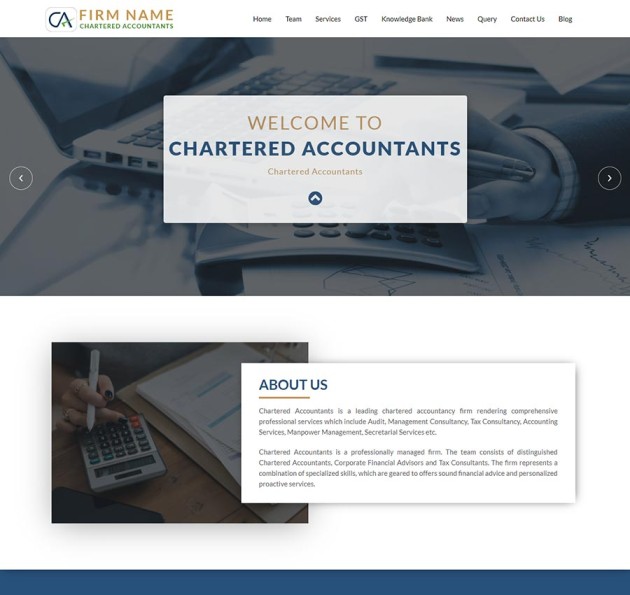 CA FIRM NAME
CHARTERED ACCOUNTANTS
Home Team Services GST Knowledge Bank News Query Contact Us Blog
WELCOME TO
CHARTERED ACCOUNTANTS
Chartered Accountants
ABOUT US
Chartered Accountants is a leading chartered accountancy firm rendering comprehensive
professional services which include Audit, Management Consultancy, Tax Consultancy, Accounting
Services, Manpower Management, Secretarial Services etc.
Chartered Accountants is a professionally managed firm. The team consists of distinguished
Chartered Accountants, Corporate Financial Advisors and Tax Consultants. The firm represents a
combination of specialized skills, which are geared to offers sound financial advice and personalized
proactive services.